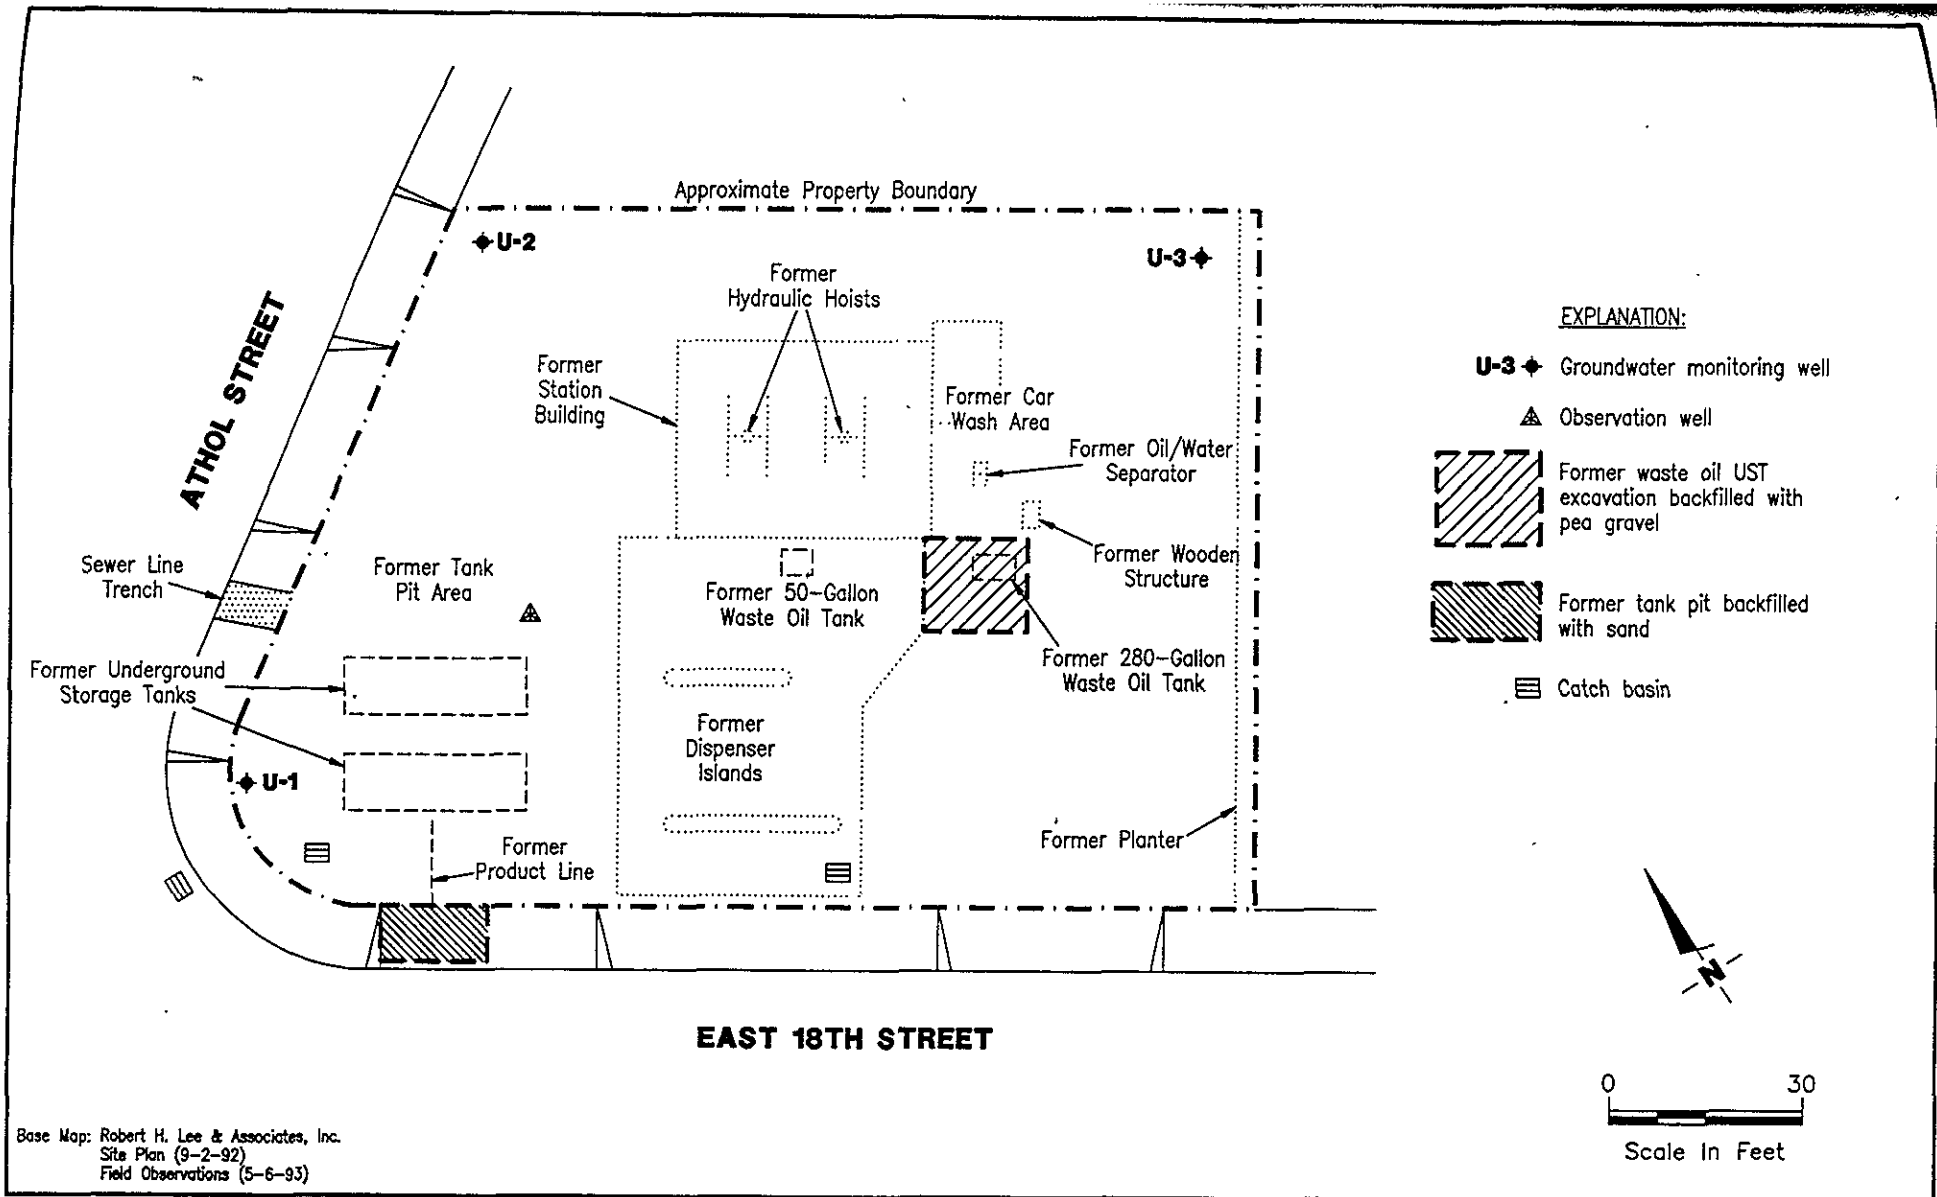 Approximate Property Boundary
U-2
U-3
Former
Hydraulic Hoists
ATHOL STREET
Former
Station
Building
Former Car
Wash Area
Former Oil/Water
Separator
Sewer Line
Trench
Former Tank
Pit Area
Former 50-Gallon
Waste Oil Tank
Former Wooden
Structure
Former Underground
Storage Tanks
Former 280-Gallon
Waste Oil Tank
Former
Dispenser
Islands
U-1
Former
Product Line
Former Planter
EAST 18TH STREET
EXPLANATION:
U-3 Groundwater monitoring well
Observation well
Former waste oil UST
excavation backfilled with
pea gravel
Former tank pit backfilled
with sand
Catch basin
N
0 30
Scale In Feet
Base Map: Robert H. Lee & Associates, Inc.
Site Plan (9-2-92)
Field Observations (5-6-93)